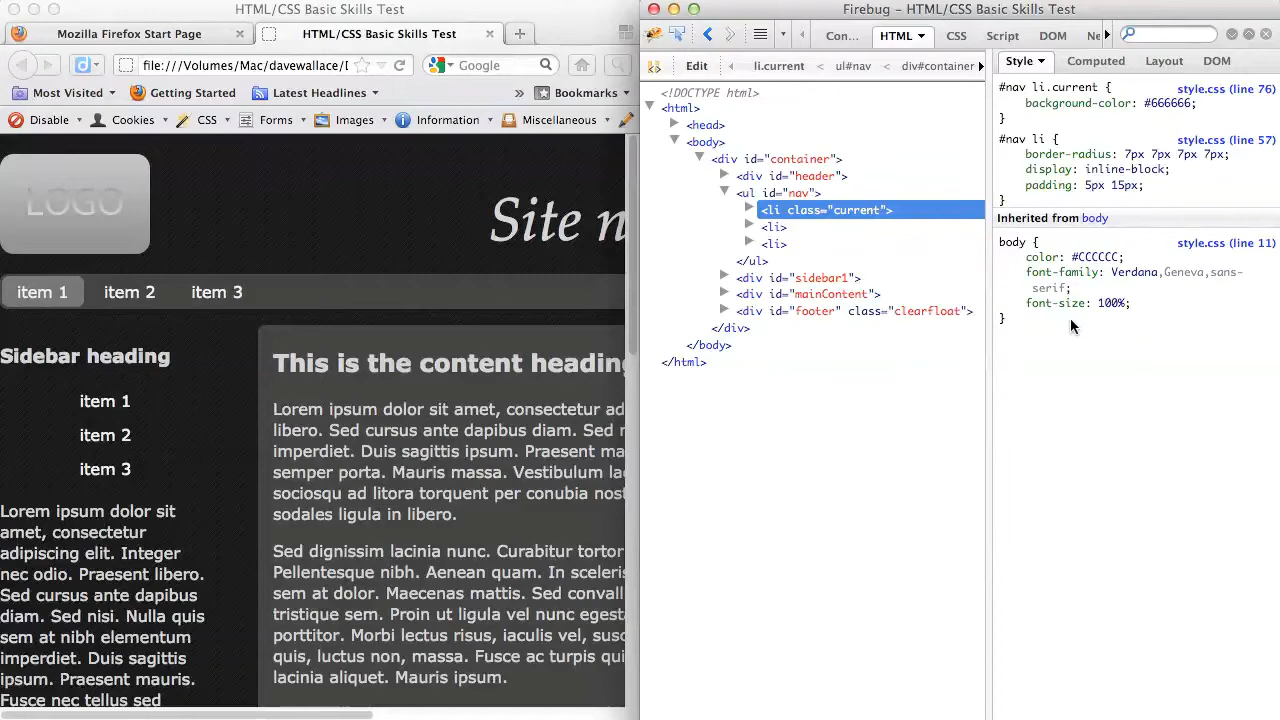 HTML/CSS Basic Skills Test
Mozilla Firefox Start Page
HTML/CSS Basic Skills Test
file:///Volumes/Mac/davewallace/
Google
Most Visited
Getting Started
Latest Headlines
Bookmarks
Disable
Cookies
CSS
Forms
Images
Information
Miscellaneous
LOGO
Site n
item 1
item 2
item 3
Sidebar heading
item 1
item 2
item 3
Lorem ipsum dolor sit
amet, consectetur
adipiscing elit. Integer
nec odio. Praesent libero.
Sed cursus ante dapibus
diam. Sed nisi. Nulla quis
sem at nibh elementum
imperdiet. Duis sagittis
ipsum. Praesent mauris.
Fusce nec tellus sed
This is the content heading
Lorem ipsum dolor sit amet, consectetur ad
libero. Sed cursus ante dapibus diam. Sed n
imperdiet. Duis sagittis ipsum. Praesent ma
semper porta. Mauris massa. Vestibulum la
sociosqu ad litora torquent per conubia nost
sodales ligula in libero.
Sed dignissim lacinia nunc. Curabitur tortor
Pellentesque nibh. Aenean quam. In sceleris
sem at dolor. Maecenas mattis. Sed convall
tristique sem. Proin ut ligula vel nunc egest
porttitor. Morbi lectus risus, iaculis vel, susc
quis, luctus non, massa. Fusce ac turpis qui
lacinia aliquet. Mauris ipsum.
Firebug – HTML/CSS Basic Skills Test
Con...
HTML
CSS
Script
DOM
Ne
Edit
li.current
ul#nav
div#container
<!DOCTYPE html>
<html>
<head>
<body>
<div id="container">
<div id="header">
<ul id="nav">
<li class="current">
<li>
<li>
</ul>
<div id="sidebar1">
<div id="mainContent">
<div id="footer" class="clearfloat">
</div>
</body>
</html>
Style
Computed
Layout
DOM
#nav li.current { style.css (line 76)
background-color: #666666;
}
#nav li { style.css (line 57)
border-radius: 7px 7px 7px 7px;
display: inline-block;
padding: 5px 15px;
}
Inherited from body
body { style.css (line 11)
color: #CCCCCC;
font-family: Verdana,Geneva,sans-
serif;
font-size: 100%;
}